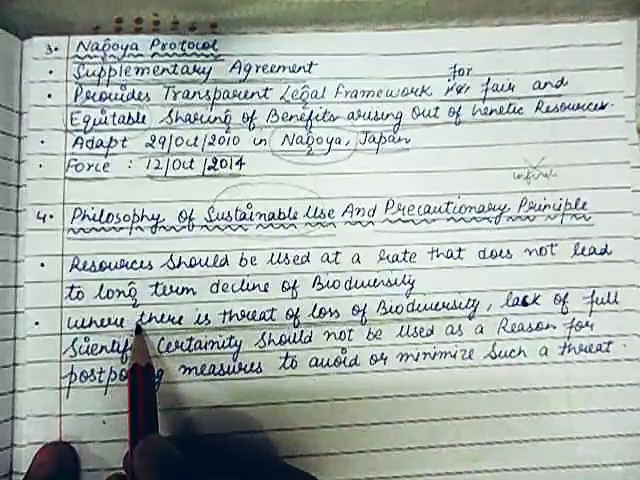 3. Nagoya Protocol
• Supplementary Agreement
• Provides Transparent Legal Framework for fair and
Equitable Sharing of Benefits arising out of Genetic Resources.
• Adapt 29/Oct/2010 in Nagoya, Japan
• Force : 12/Oct/2014
4. Philosophy of Sustainable Use And Precautionary Principle
• Resources should be used at a rate that does not lead
to long term decline of Biodiversity
• where there is threat of loss of Biodiversity, lack of full
Certainity should not be used as a Reason for
measures to avoid or minimize such a threat.